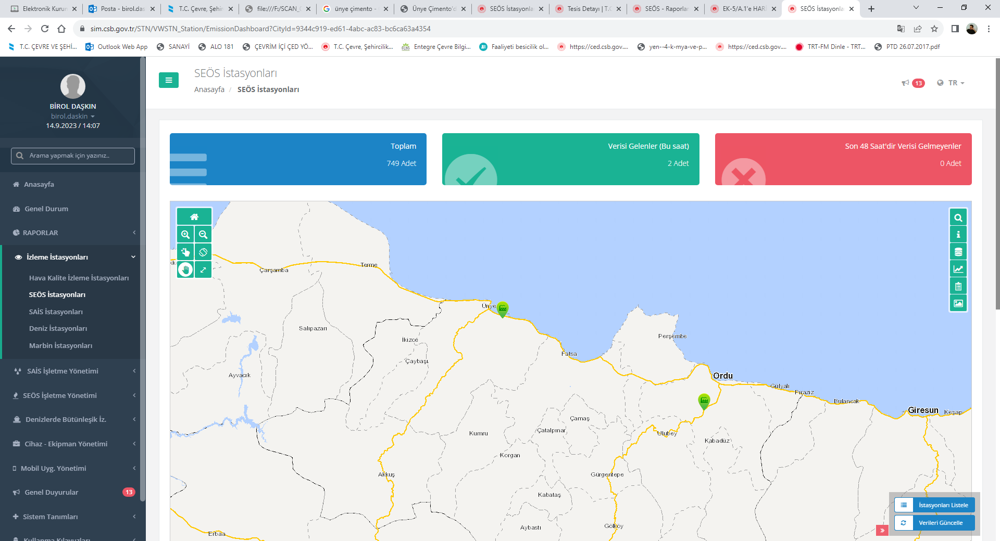 Elektronik Kurun
Posta - birol.das
T.C. Çevre, Şehir
file:///F:/SCAN_
ünye çimento -
Ünye Çimento'd
SEÖS İstasyonla
Tesis Detayı | T.C
SEÖS - Raporlar
EK-5/A.1'e HARİ
SEÖS İstasyonla
sim.csb.gov.tr/STN/VWSTN_Station/EmissionDashboard?CityId=9344c919-ed61-4abc-ac83-bc6ca63a4354
T.C. ÇEVRE VE ŞEHİ...
Outlook Web App
SANAYİ
ALO 181
ÇEVRİM İÇİ ÇED YÖ...
T.C. Çevre, Şehircilik...
Entegre Çevre Bilgi...
Faaliyeti besicilik ol...
https://ced.csb.gov....
yen--4-k-mya-ve-p...
https://ced.csb.gov....
TRT-FM Dinle - TRT...
PTD 26.07.2017.pdf
BİROL DAŞKIN
birol.daskin
14.9.2023 / 14:07
Arama yapmak için yazınız..
Anasayfa
Genel Durum
RAPORLAR
İzleme İstasyonları
Hava Kalite İzleme İstasyonları
SEÖS İstasyonları
SAİS İstasyonları
Deniz İstasyonları
Marbin İstasyonları
SAİS İşletme Yönetimi
SEÖS İşletme Yönetimi
Denizlerde Bütünleşik İz.
Cihaz - Ekipman Yönetimi
Mobil Uyg. Yönetimi
Genel Duyurular 13
Sistem Tanımları
Kullanma Kılavuzları
SEÖS İstasyonları
Anasayfa / SEÖS İstasyonları
13 TR
Toplam
749 Adet
Verisi Gelenler (Bu saat)
2 Adet
Son 48 Saat'dir Verisi Gelmeyenler
0 Adet
Çarşamba
Terme
Ünye
Salıpazarı
İkizce
Çaybaşı
Perşembe
Fatsa
Ayvacık
Ordu
Gülyalı
Piraziz
Bulancak
Giresun
Keşap
Çamaş
Çatalpınar
Kumru
Ulubey
Kabadüz
Korgan
Akkuş
Gürgentepe
Kabataş
Aybastı
Gölköy
Erbaa
İstasyonları Listele
Verileri Güncelle